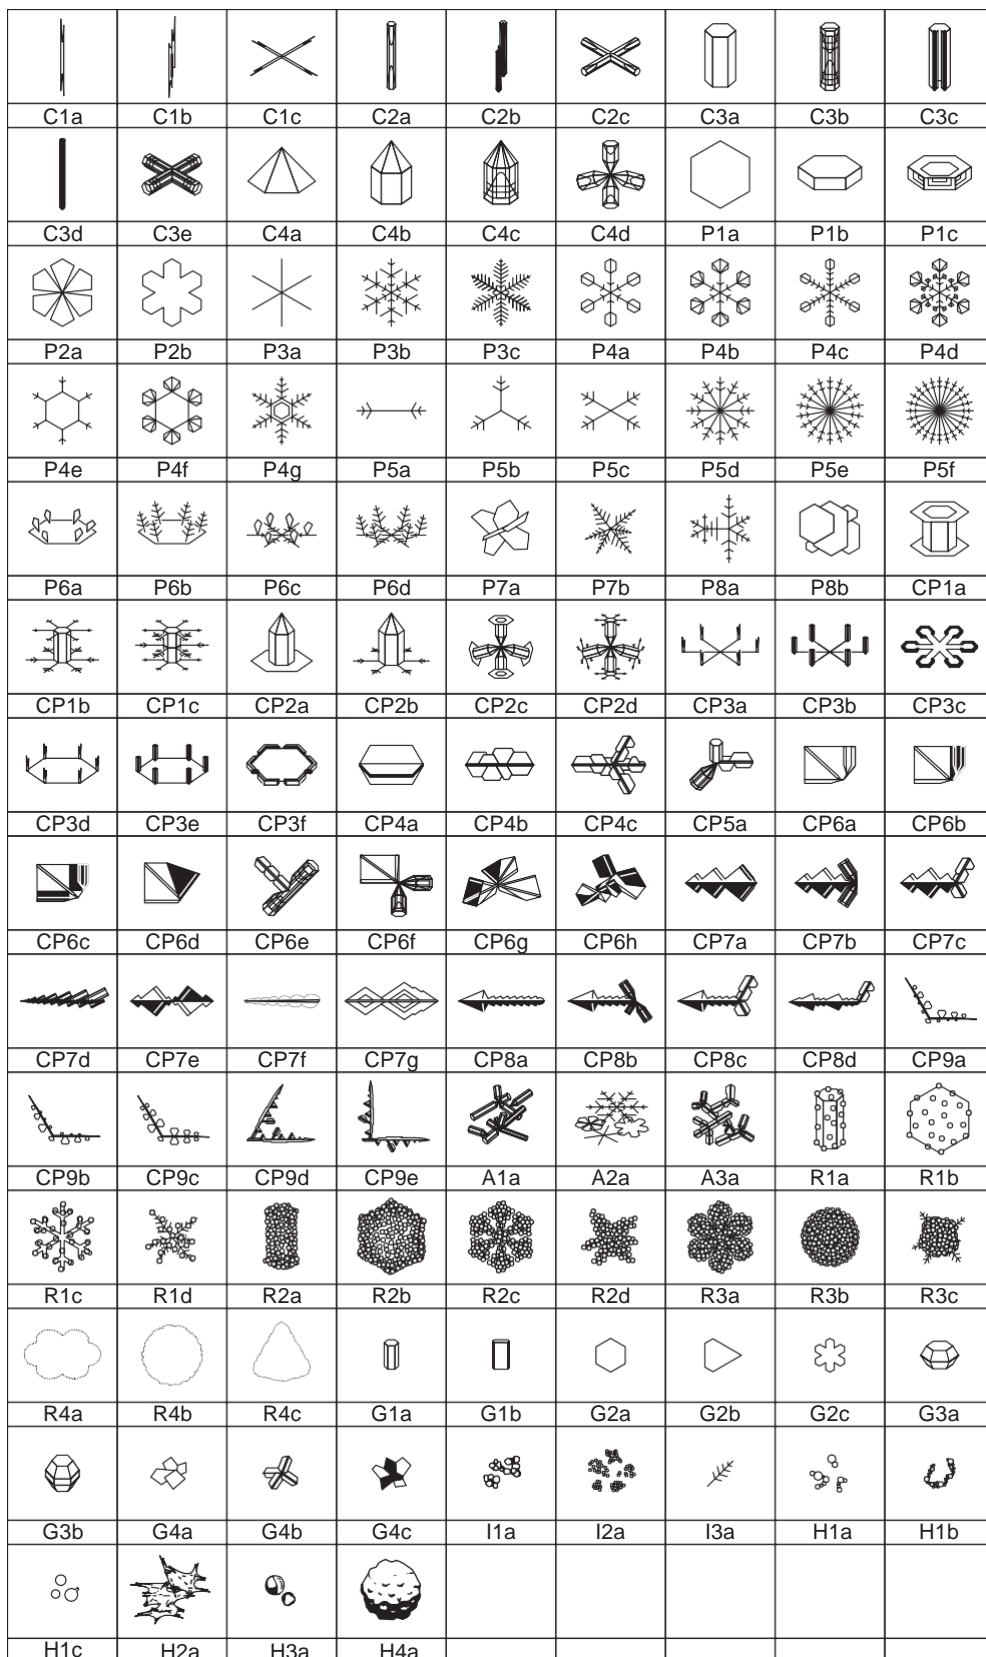 C1a C1b C1c C2a C2b C2c C3a C3b C3c
C3d C3e C4a C4b C4c C4d P1a P1b P1c
P2a P2b P3a P3b P3c P4a P4b P4c P4d
P4e P4f P4g P5a P5b P5c P5d P5e P5f
P6a P6b P6c P6d P7a P7b P8a P8b CP1a
CP1b CP1c CP2a CP2b CP2c CP2d CP3a CP3b CP3c
CP3d CP3e CP3f CP4a CP4b CP4c CP5a CP6a CP6b
CP6c CP6d CP6e CP6f CP6g CP6h CP7a CP7b CP7c
CP7d CP7e CP7f CP7g CP8a CP8b CP8c CP8d CP9a
CP9b CP9c CP9d CP9e A1a A2a A3a R1a R1b
R1c R1d R2a R2b R2c R2d R3a R3b R3c
R4a R4b R4c G1a G1b G2a G2b G2c G3a
G3b G4a G4b G4c I1a I2a I3a H1a H1b
H1c H2a H3a H4a